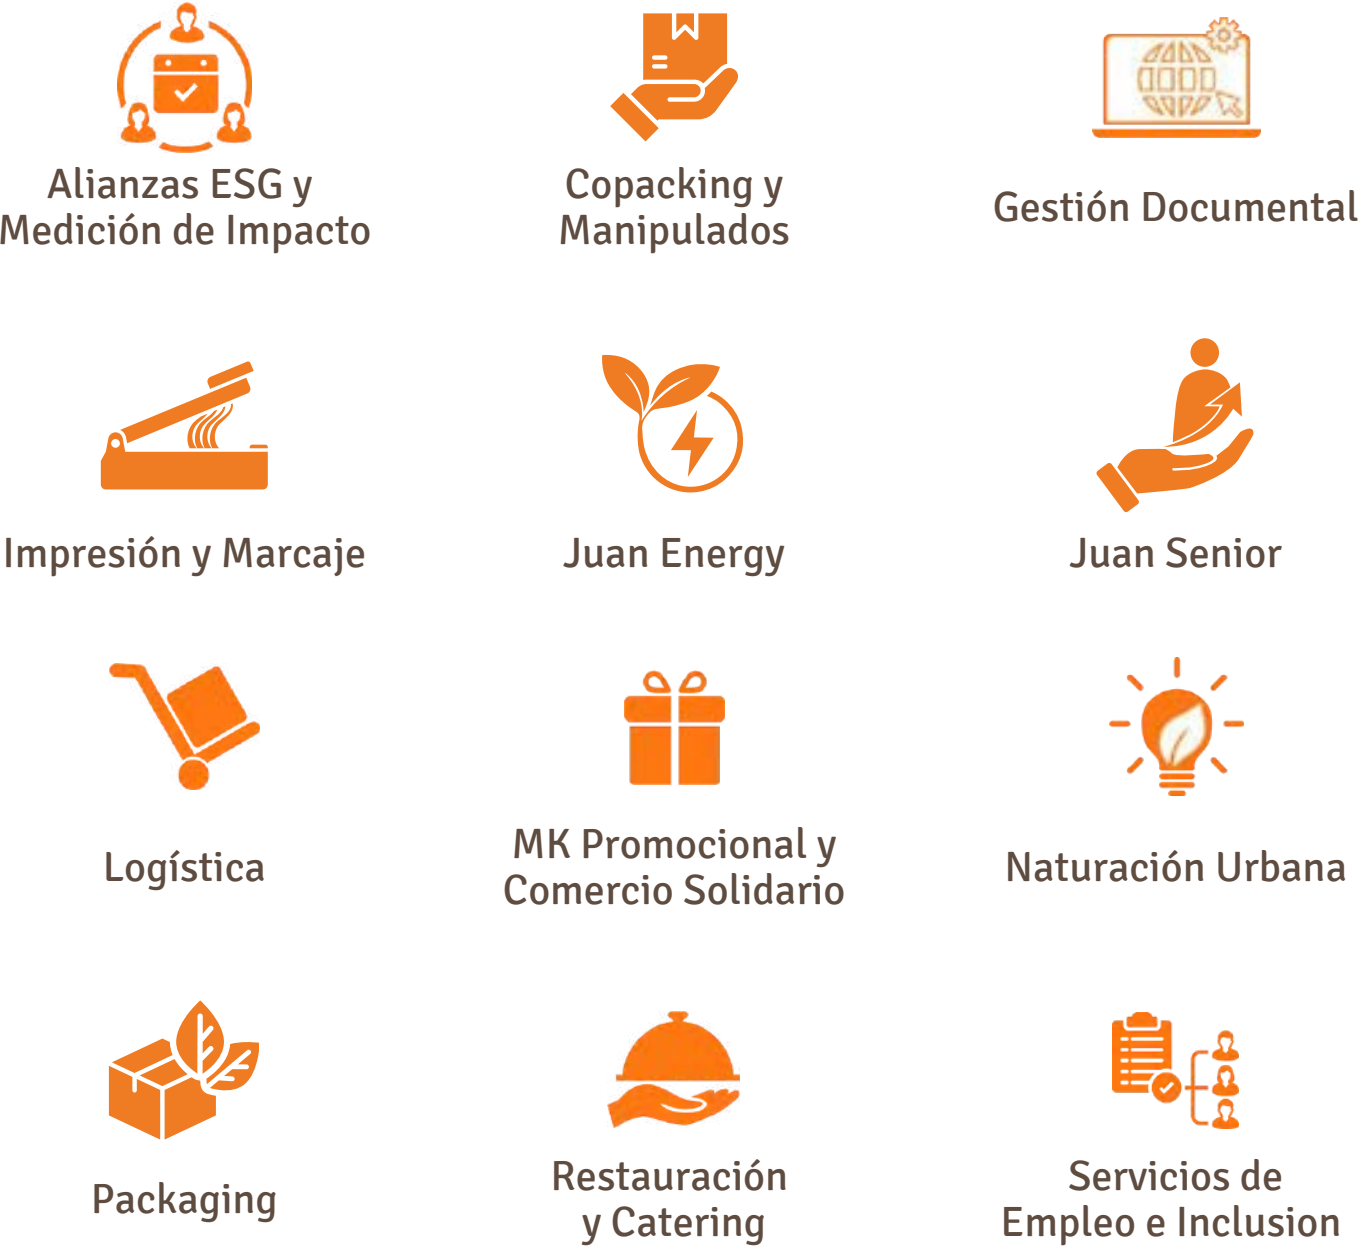 Alianzas ESG y
Medición de Impacto
Copacking y
Manipulados
Gestión Documental
Impresión y Marcaje
Juan Energy
Juan Senior
Logística
MK Promocional y
Comercio Solidario
Naturación Urbana
Packaging
Restauración
y Catering
Servicios de
Empleo e Inclusion